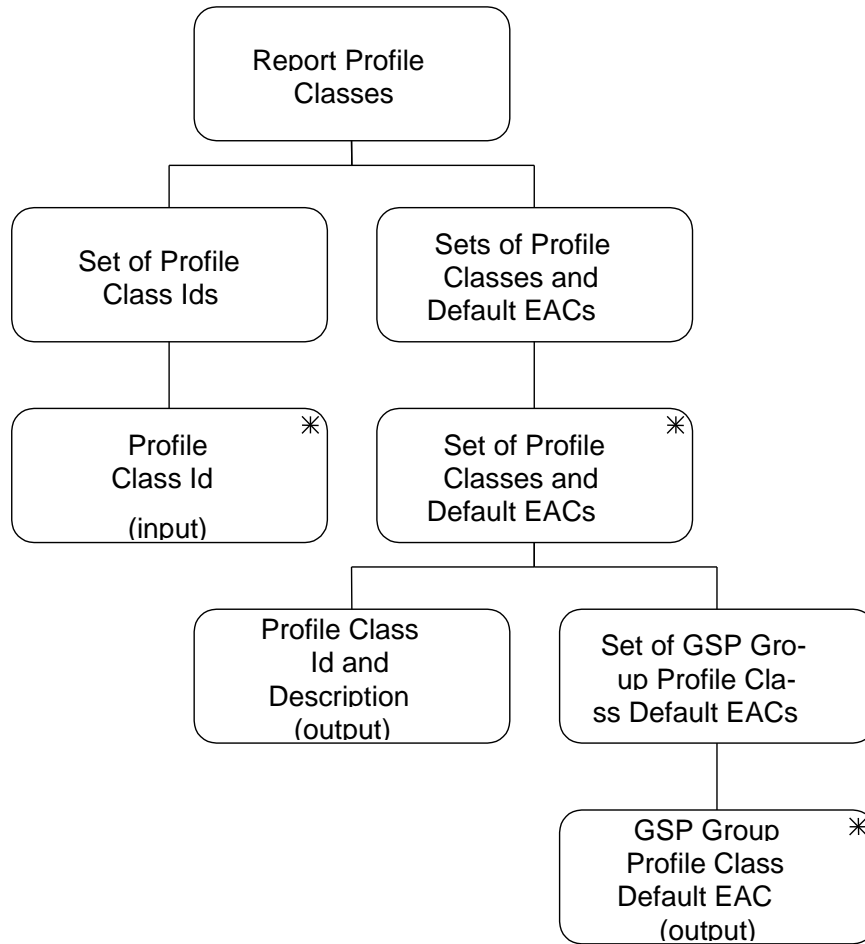 Report Profile
Classes
Set of Profile
Class Ids
Sets of Profile
Classes and
Default EACs
Profile
Class Id
(input)
Set of Profile
Classes and
Default EACs
Profile Class
Id and
Description
(output)
Set of GSP Gro-
up Profile Cla-
ss Default EACs
GSP Group
Profile Class
Default EAC
(output)